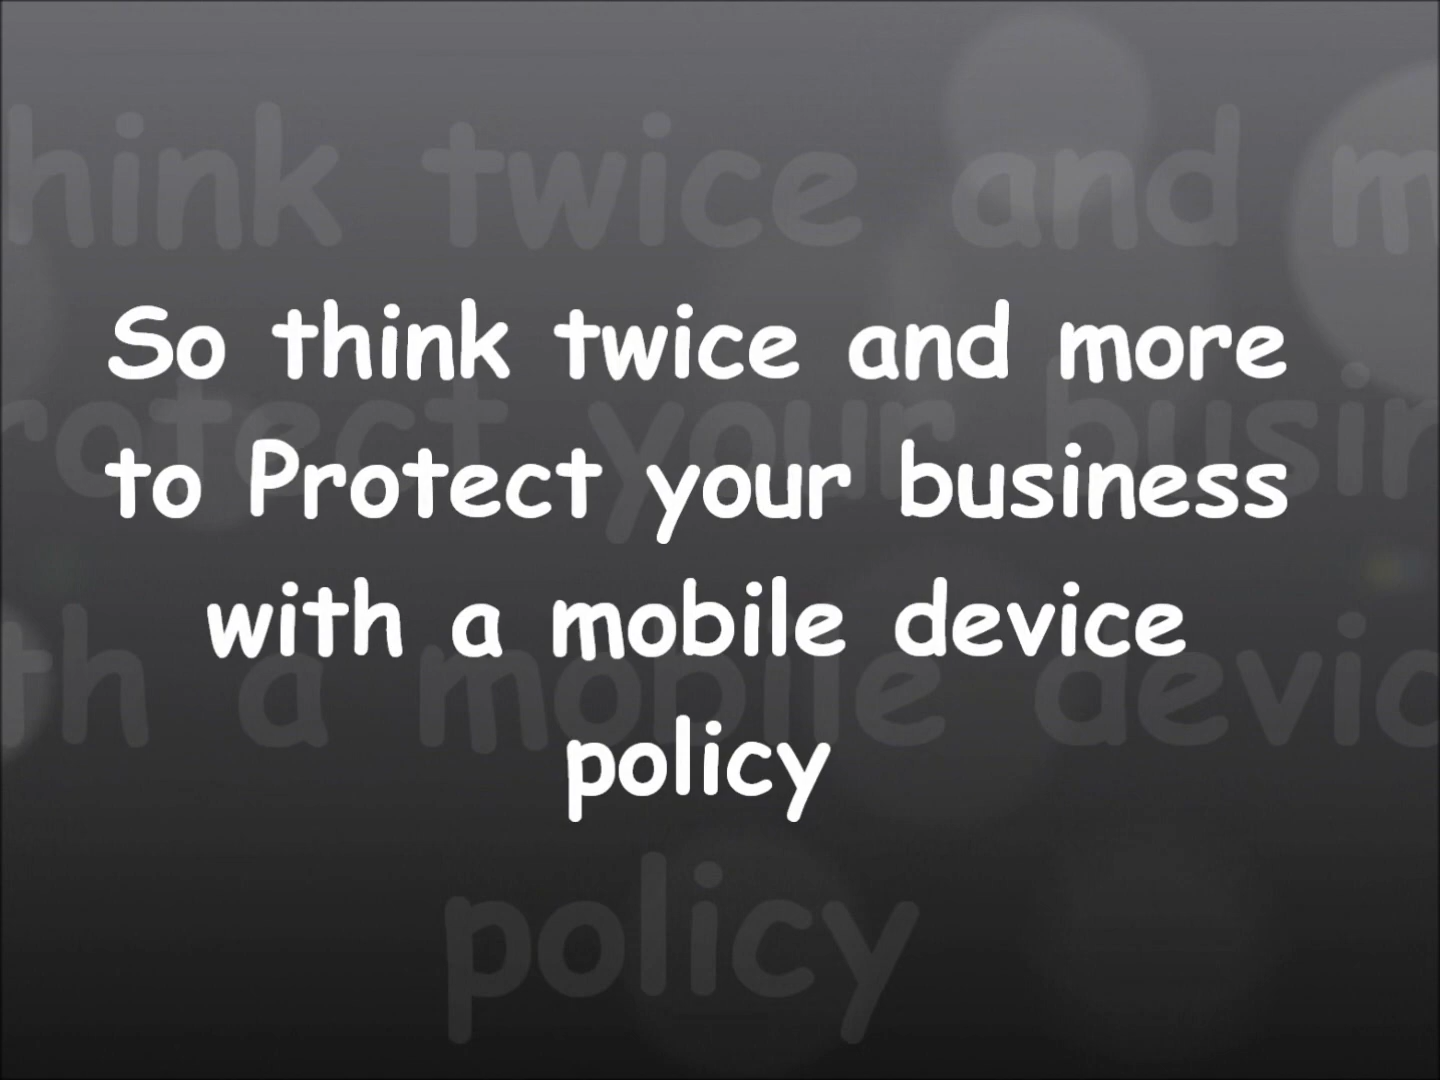 So think twice and more
to Protect your business
with a mobile device
policy